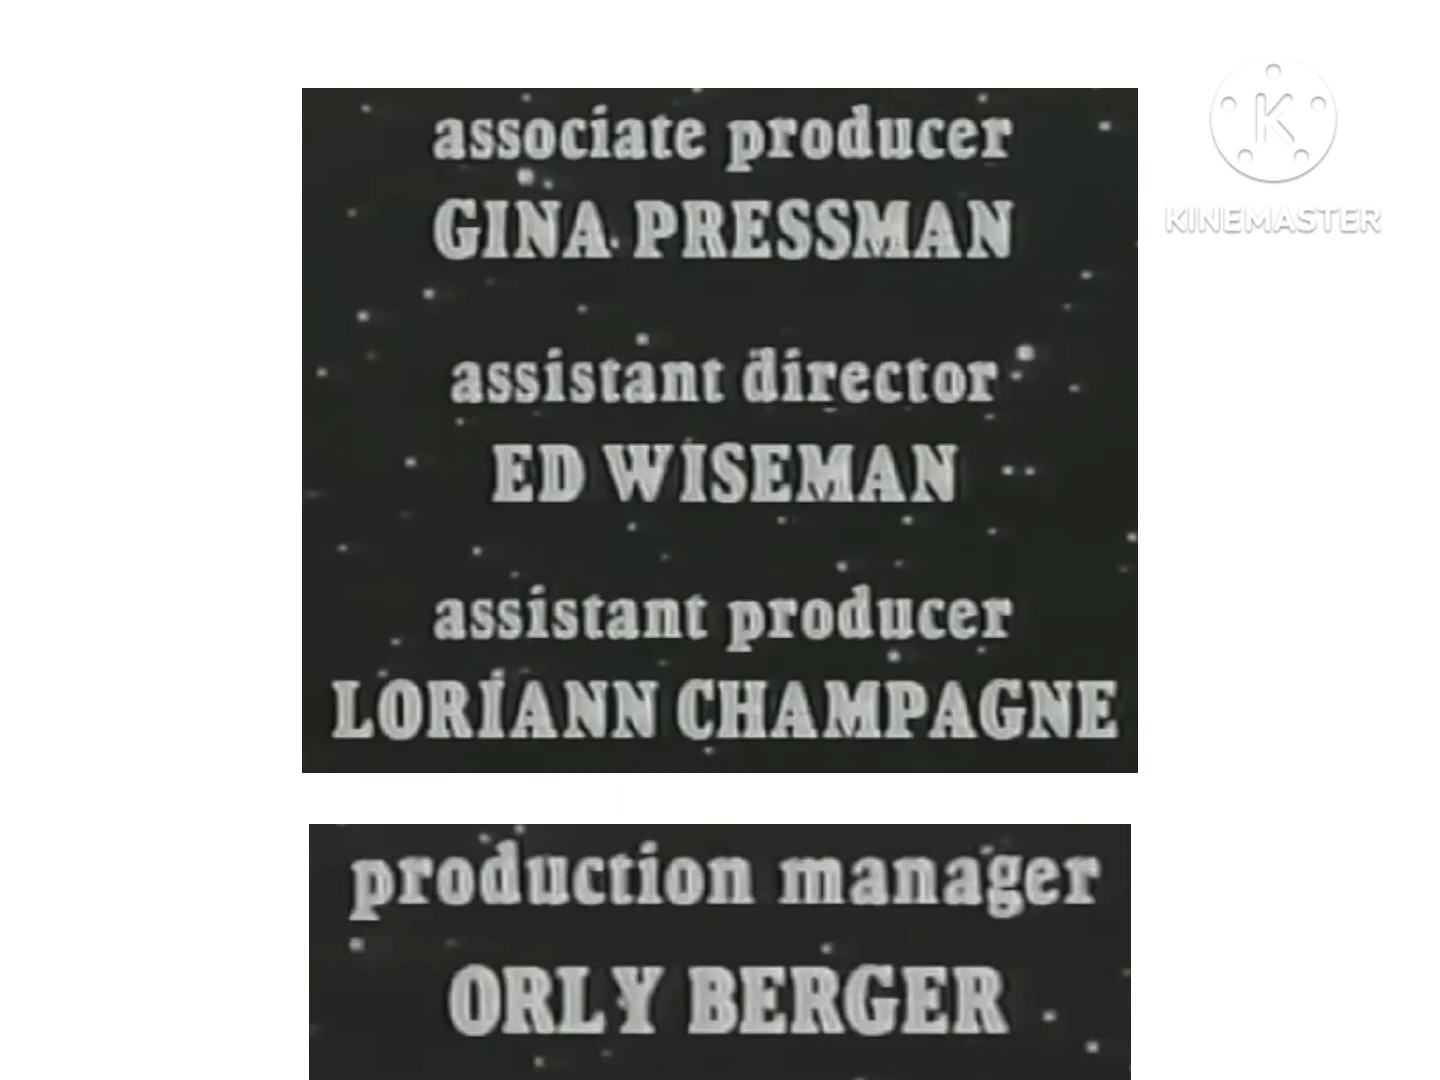 associate producer
GINA PRESSMAN
assistant director
ED WISEMAN
assistant producer
LORIANN CHAMPAGNE
production manager
ORLY BERGER
K
KINEMASTER